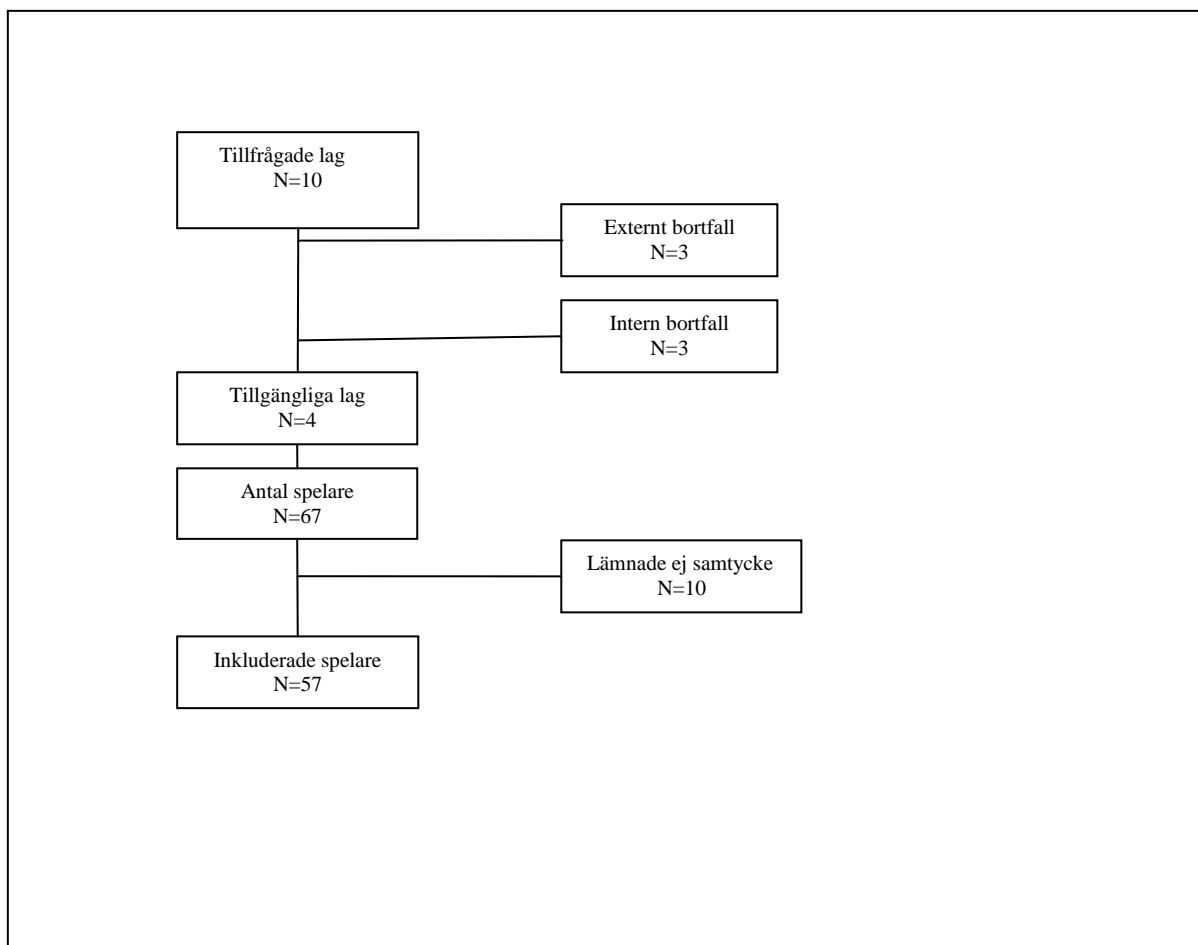 Tillfrågade lag
N=10
Externt bortfall
N=3
Intern bortfall
N=3
Tillgängliga lag
N=4
Antal spelare
N=67
Lämnade ej samtycke
N=10
Inkluderade spelare
N=57